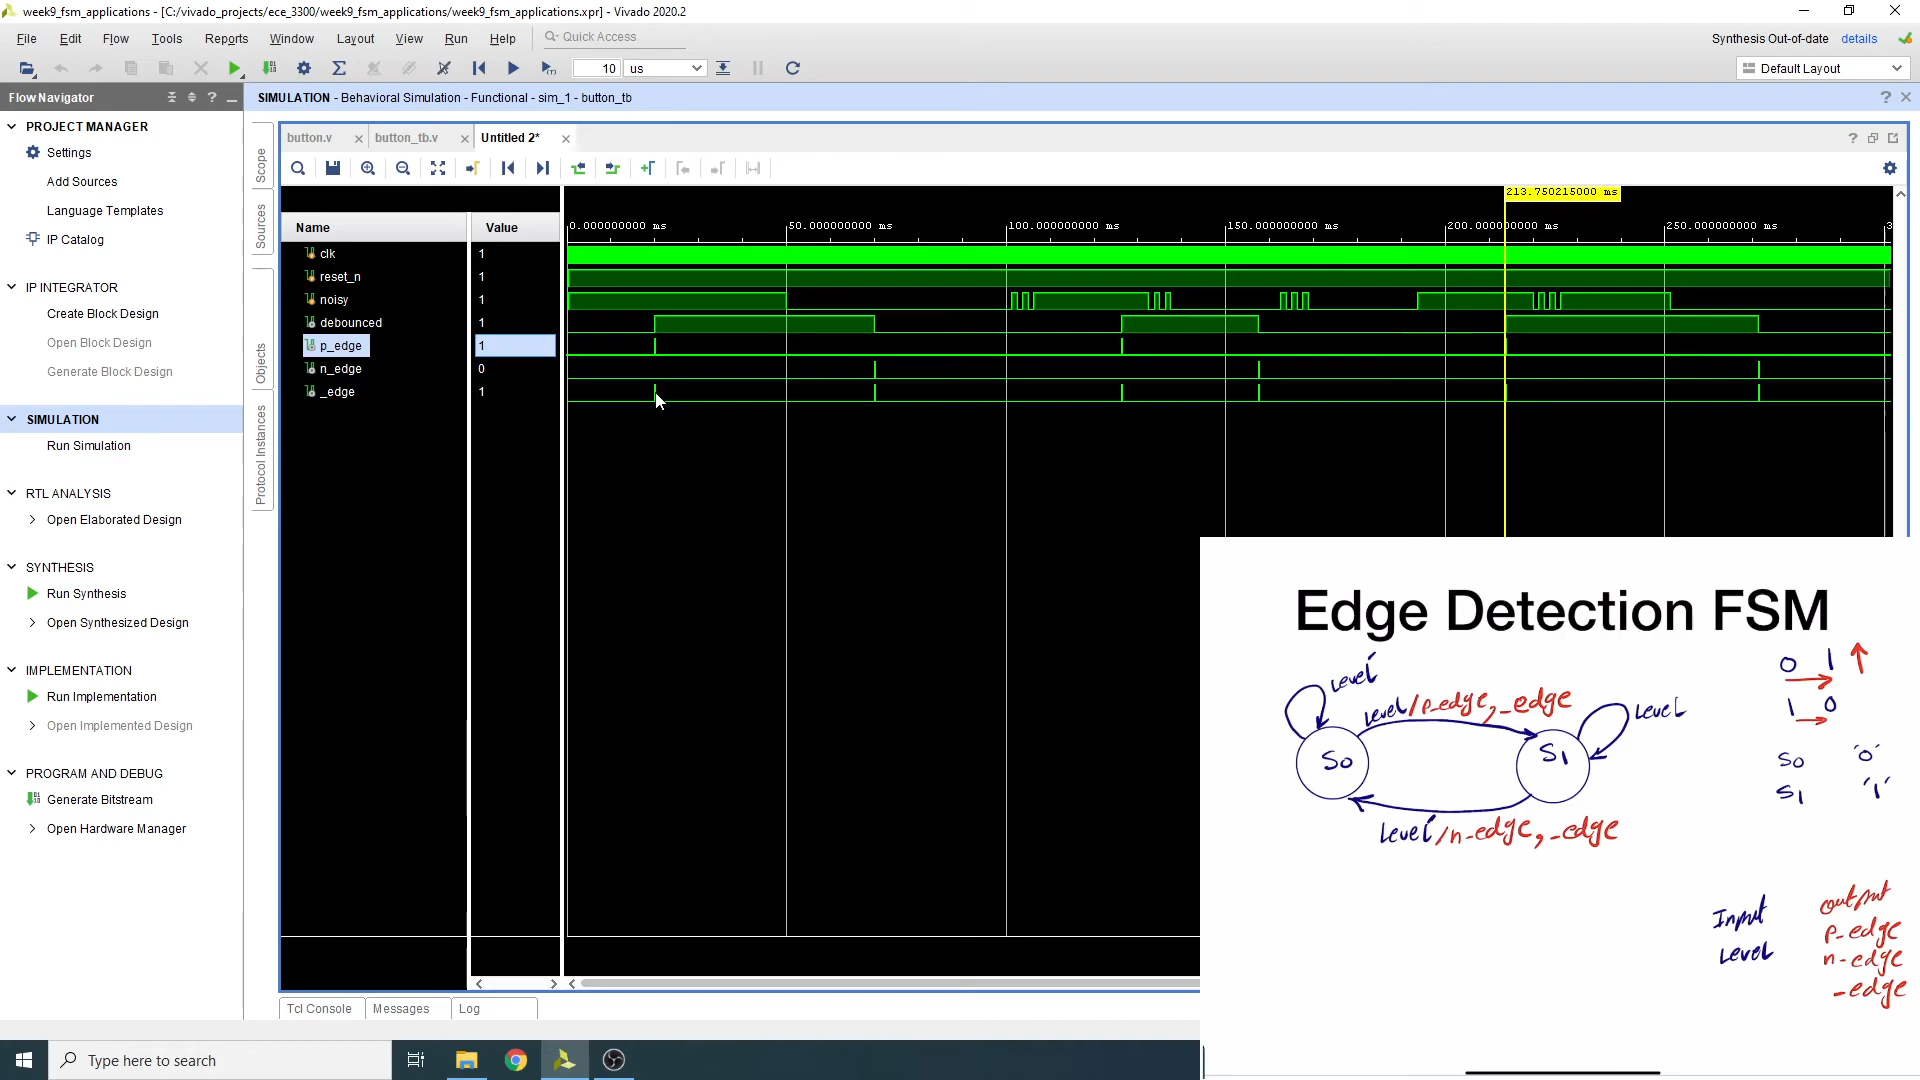 week9_fsm_applications - [C:/vivado_projects/ece_3300/week9_fsm_applications/week9_fsm_applications.xpr] - Vivado 2020.2
File Edit Flow Tools Reports Window Layout View Run Help Quick Access
Synthesis Out-of-date details
10 us
Default Layout
Flow Navigator
SIMULATION - Behavioral Simulation - Functional - sim_1 - button_tb
PROJECT MANAGER
Settings
Add Sources
Language Templates
IP Catalog
IP INTEGRATOR
Create Block Design
Open Block Design
Generate Block Design
SIMULATION
Run Simulation
RTL ANALYSIS
Open Elaborated Design
SYNTHESIS
Run Synthesis
Open Synthesized Design
IMPLEMENTATION
Run Implementation
Open Implemented Design
PROGRAM AND DEBUG
Generate Bitstream
Open Hardware Manager
Scope
Sources
Objects
Protocol Instances
button.v button_tb.v Untitled 2*
213.750215000 ms
Name Value
0.000000000 ms 50.000000000 ms 100.000000000 ms 150.000000000 ms 200.000000000 ms 250.000000000 ms 3
clk 1
reset_n 1
noisy 1
debounced 1
p_edge 1
n_edge 0
_edge 1
Tcl Console Messages Log
Type here to search
Edge Detection FSM
0 1 ↑
1 0
Level'
Level/p-edge, _edge
Level
S0
S1
Level'/n-edge, -edge
S0 '0'
S1 '1'
Input output
Level p-edge
n-edge
-edge